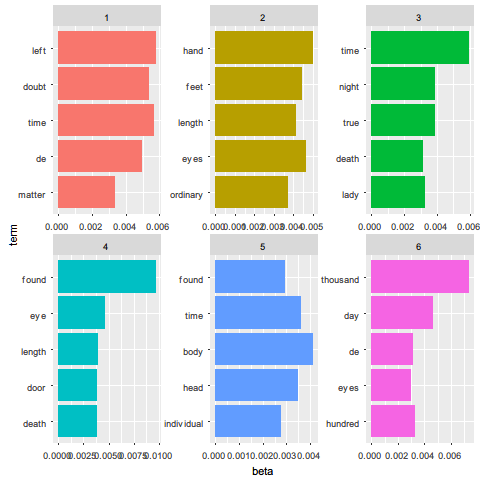 1
2
3
left
doubt
time
de
matter
hand
feet
length
eyes
ordinary
time
night
true
death
lady
0.000 0.002 0.004 0.006
0.000 0.001 0.002 0.003 0.004 0.005
0.000 0.002 0.004 0.006
term
4
5
6
found
eye
length
door
death
found
time
body
head
individual
thousand
day
de
eyes
hundred
0.0000 0.0025 0.0050 0.0075 0.0100
0.000 0.001 0.002 0.003 0.004
0.000 0.002 0.004 0.006
beta